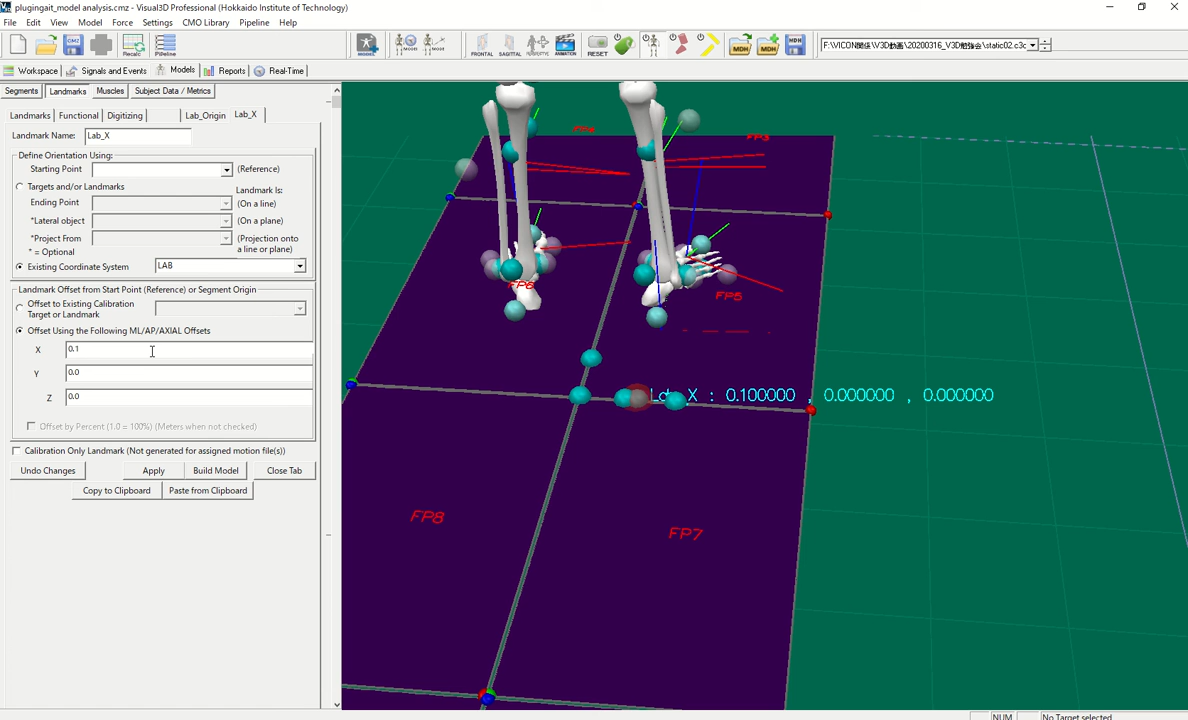 plugingait_model analysis.cmz - Visual3D Professional (Hokkaido Institute of Technology)
File Edit View Model Force Settings CMO Library Pipeline Help
Recalc Pipeline MODEL FRONTAL SAGITTAL PERSPECTIVE ANIMATION RESET MDH MDH MDH F:\VICON関係\V3D動画\20200316_V3D勉強会\static02.c3d
Workspace Signals and Events Models Reports Real-Time
Segments Landmarks Muscles Subject Data / Metrics
Landmarks Functional Digitizing Lab_Origin Lab_X
Landmark Name: Lab_X
Define Orientation Using:
Starting Point (Reference)
Targets and/or Landmarks
Landmark Is:
Ending Point (On a line)
*Lateral object (On a plane)
*Project From (Projection onto
a line or plane)
* = Optional
Existing Coordinate System LAB
Landmark Offset from Start Point (Reference) or Segment Origin
Offset to Existing Calibration
Target or Landmark
Offset Using the Following ML/AP/AXIAL Offsets
X 0.1
Y 0.0
Z 0.0
Offset by Percent (1.0 = 100%) (Meters when not checked)
Calibration Only Landmark (Not generated for assigned motion file(s))
Undo Changes Apply Build Model Close Tab
Copy to Clipboard Paste from Clipboard
FP3
FP6
FP5
X : 0.100000 , 0.000000 , 0.000000
FP8
FP7
NUM No Target selected